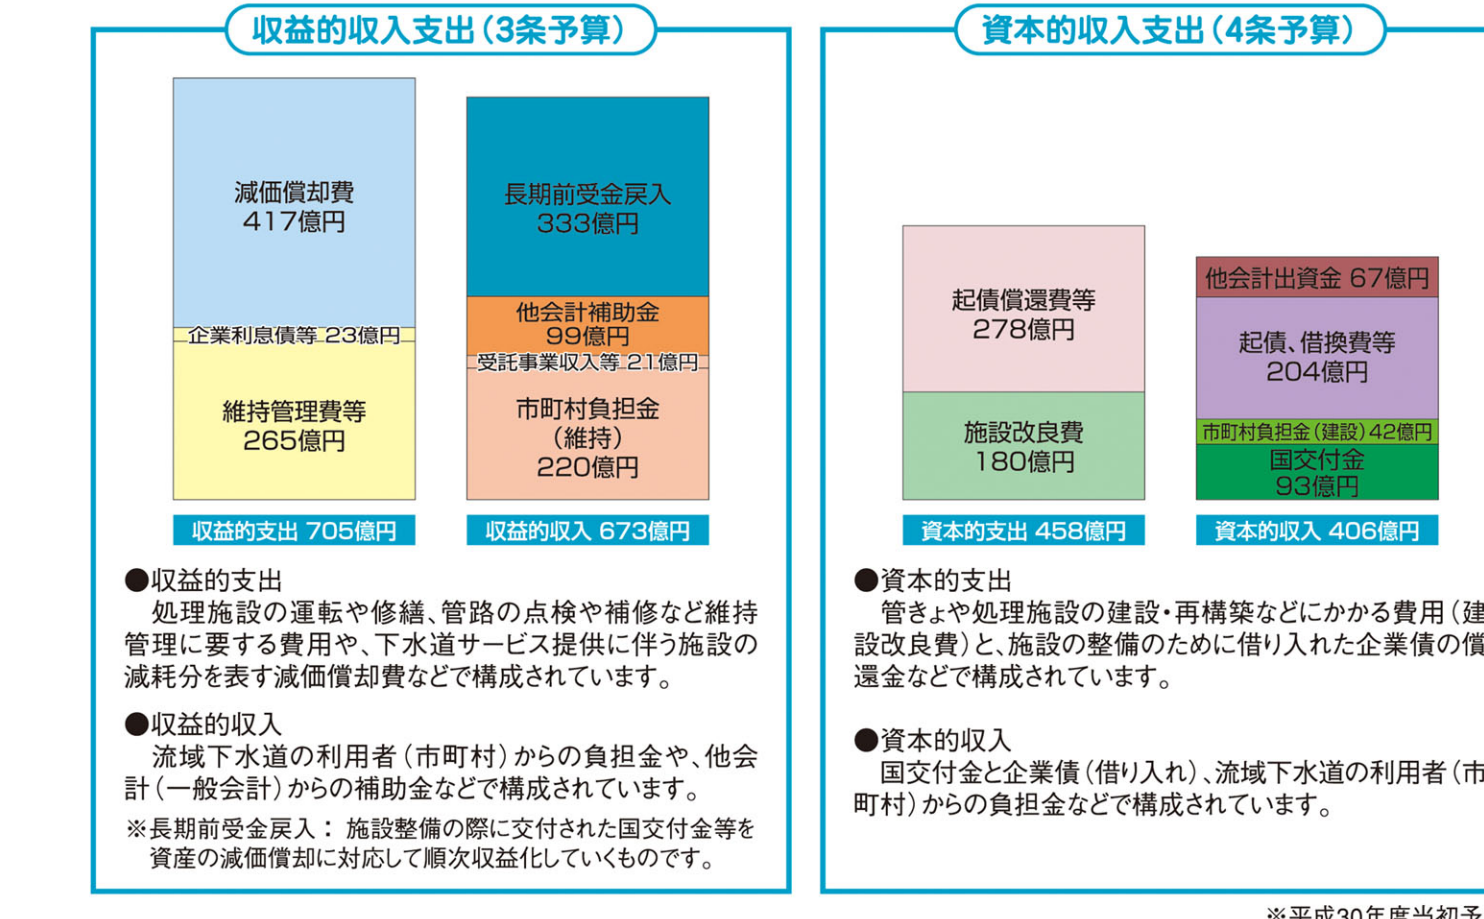 収益的収入支出(3条予算)
減価償却費
417億円
企業利息債等 23億円
維持管理費等
265億円
収益的支出 705億円
長期前受金戻入
333億円
他会計補助金
99億円
受託事業収入等 21億円
市町村負担金
(維持)
220億円
収益的収入 673億円
●収益的支出
処理施設の運転や修繕、管路の点検や補修など維持
管理に要する費用や、下水道サービス提供に伴う施設の
減耗分を表す減価償却費などで構成されています。
●収益的収入
流域下水道の利用者(市町村)からの負担金や、他会
計(一般会計)からの補助金などで構成されています。
※長期前受金戻入: 施設整備の際に交付された国交付金等を
資産の減価償却に対応して順次収益化していくものです。
資本的収入支出(4条予算)
起債償還費等
278億円
施設改良費
180億円
資本的支出 458億円
他会計出資金 67億円
起債、借換費等
204億円
市町村負担金(建設)42億円
国交付金
93億円
資本的収入 406億円
●資本的支出
管きょや処理施設の建設・再構築などにかかる費用(建
設改良費)と、施設の整備のために借り入れた企業債の償
還金などで構成されています。
●資本的収入
国交付金と企業債(借り入れ)、流域下水道の利用者(市
町村)からの負担金などで構成されています。
※平成30年度当初予